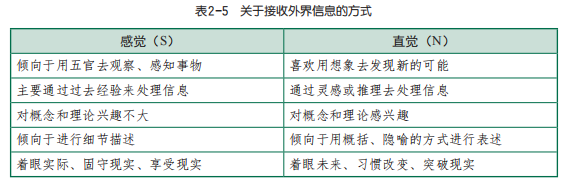 表2-5 关于接收外界信息的方式
感觉（S） 直觉（N）
倾向于用五官去观察、感知事物 喜欢用想象去发现新的可能
主要通过过去经验来处理信息 通过灵感或推理去处理信息
对概念和理论兴趣不大 对概念和理论感兴趣
倾向于进行细节描述 倾向于用概括、隐喻的方式进行表述
着眼实际、固守现实、享受现实 着眼未来、习惯改变、突破现实